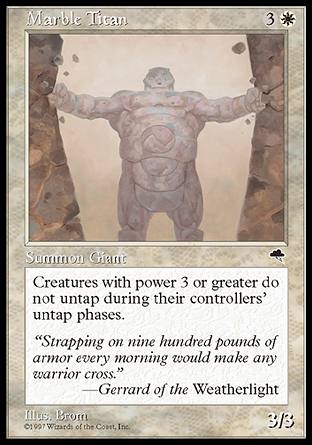 Marble Titan 3
Summon Giant
Creatures with power 3 or greater do
not untap during their controllers’
untap phases.
“Strapping on nine hundred pounds of
armor every morning would make any
warrior cross.”
—Gerrard of the Weatherlight
Illus. Brom
©1997 Wizards of the Coast, Inc.
3/3